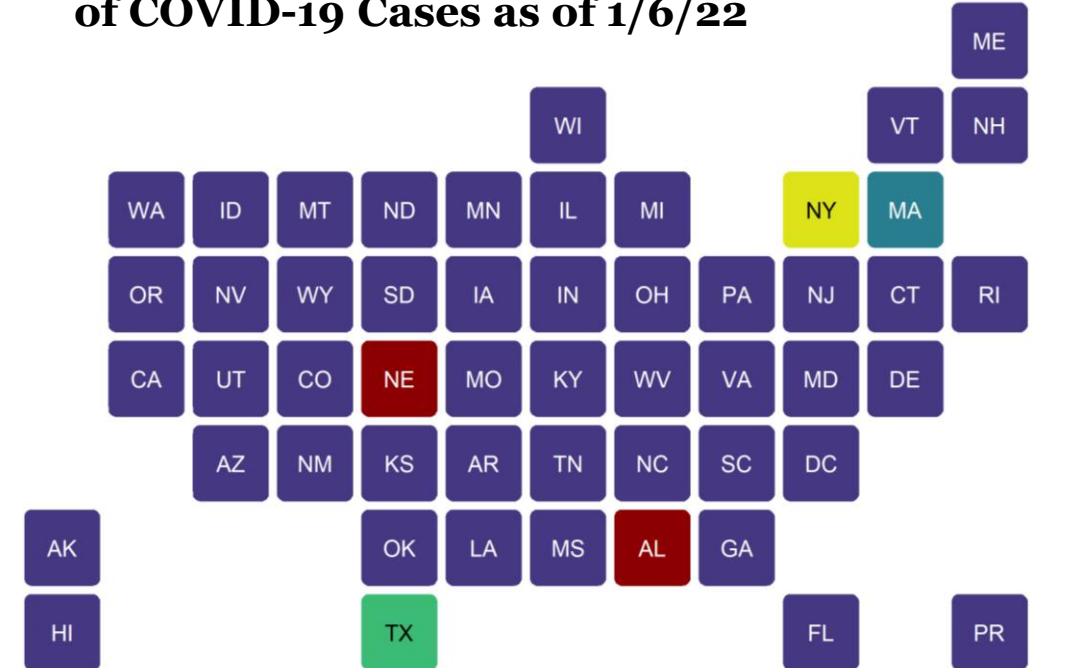 of COVID-19 Cases as of 1/6/22
ME
WI VT NH
WA ID MT ND MN IL MI NY MA
OR NV WY SD IA IN OH PA NJ CT RI
CA UT CO NE MO KY WV VA MD DE
AZ NM KS AR TN NC SC DC
AK OK LA MS AL GA
HI TX FL PR